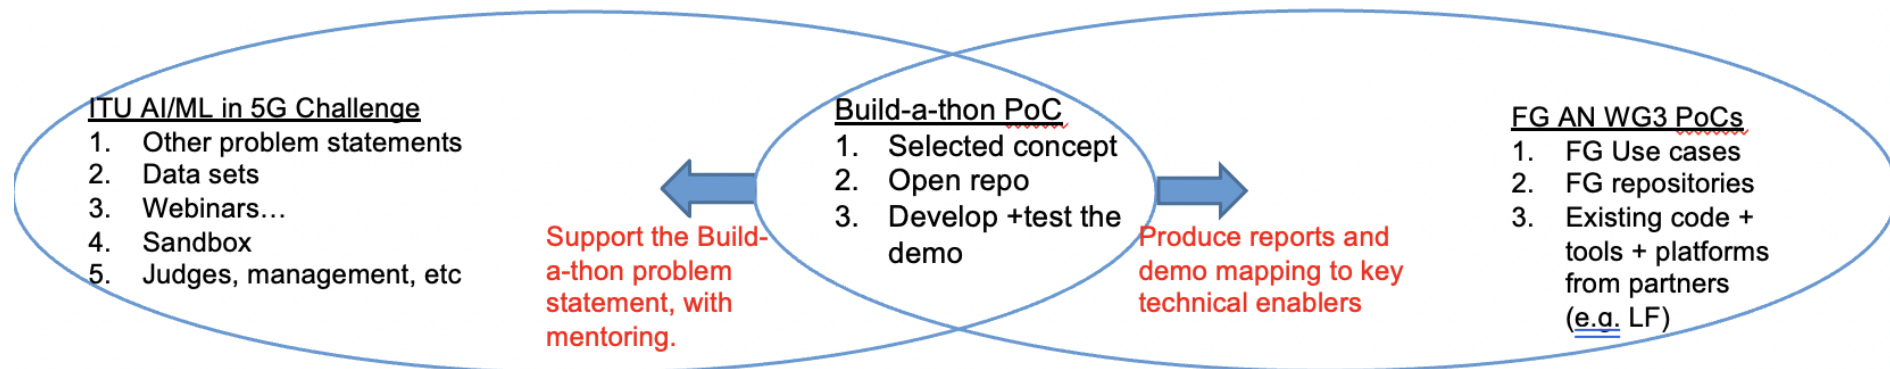 ITU AI/ML in 5G Challenge
1. Other problem statements
2. Data sets
3. Webinars…
4. Sandbox
5. Judges, management, etc
Support the Build-
a-thon problem
statement, with
mentoring.
Build-a-thon PoC
1. Selected concept
2. Open repo
3. Develop +test the
demo
Produce reports and
demo mapping to key
technical enablers
FG AN WG3 PoCs
1. FG Use cases
2. FG repositories
3. Existing code +
tools + platforms
from partners
(e.g. LF)